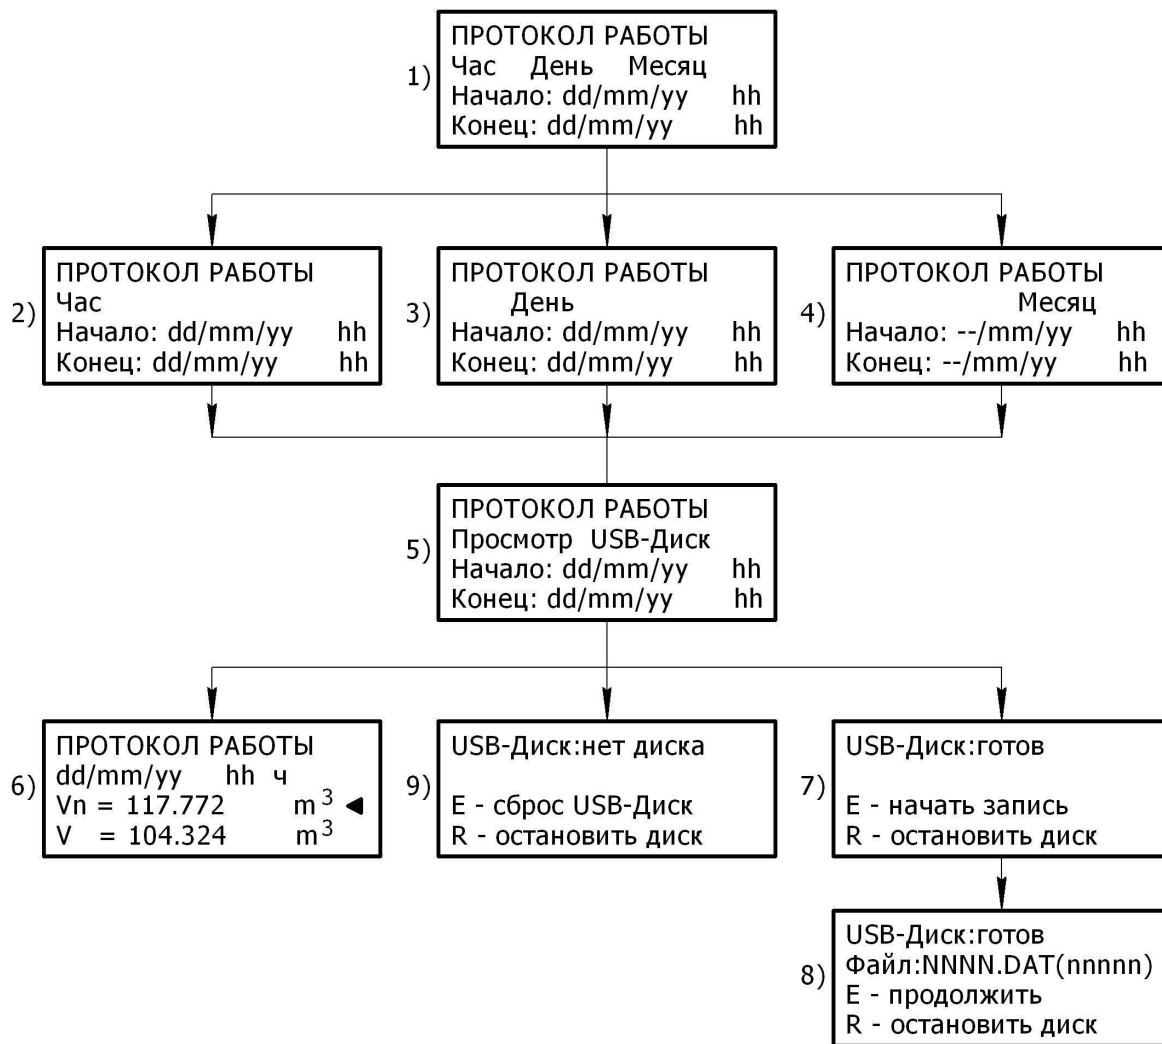 1)
ПРОТОКОЛ РАБОТЫ
Час День Месяц
Начало: dd/mm/yy hh
Конец: dd/mm/yy hh
2)
ПРОТОКОЛ РАБОТЫ
Час
Начало: dd/mm/yy hh
Конец: dd/mm/yy hh
3)
ПРОТОКОЛ РАБОТЫ
День
Начало: dd/mm/yy hh
Конец: dd/mm/yy hh
4)
ПРОТОКОЛ РАБОТЫ
Месяц
Начало: --/mm/yy hh
Конец: --/mm/yy hh
5)
ПРОТОКОЛ РАБОТЫ
Просмотр USB-Диск
Начало: dd/mm/yy hh
Конец: dd/mm/yy hh
6)
ПРОТОКОЛ РАБОТЫ
dd/mm/yy hh ч
Vn = 117.772 m³ ◀
V = 104.324 m³
9)
USB-Диск:нет диска
E - сброс USB-Диск
R - остановить диск
7)
USB-Диск:готов
E - начать запись
R - остановить диск
8)
USB-Диск:готов
Файл:NNNN.DAT(nnnnn)
E - продолжить
R - остановить диск